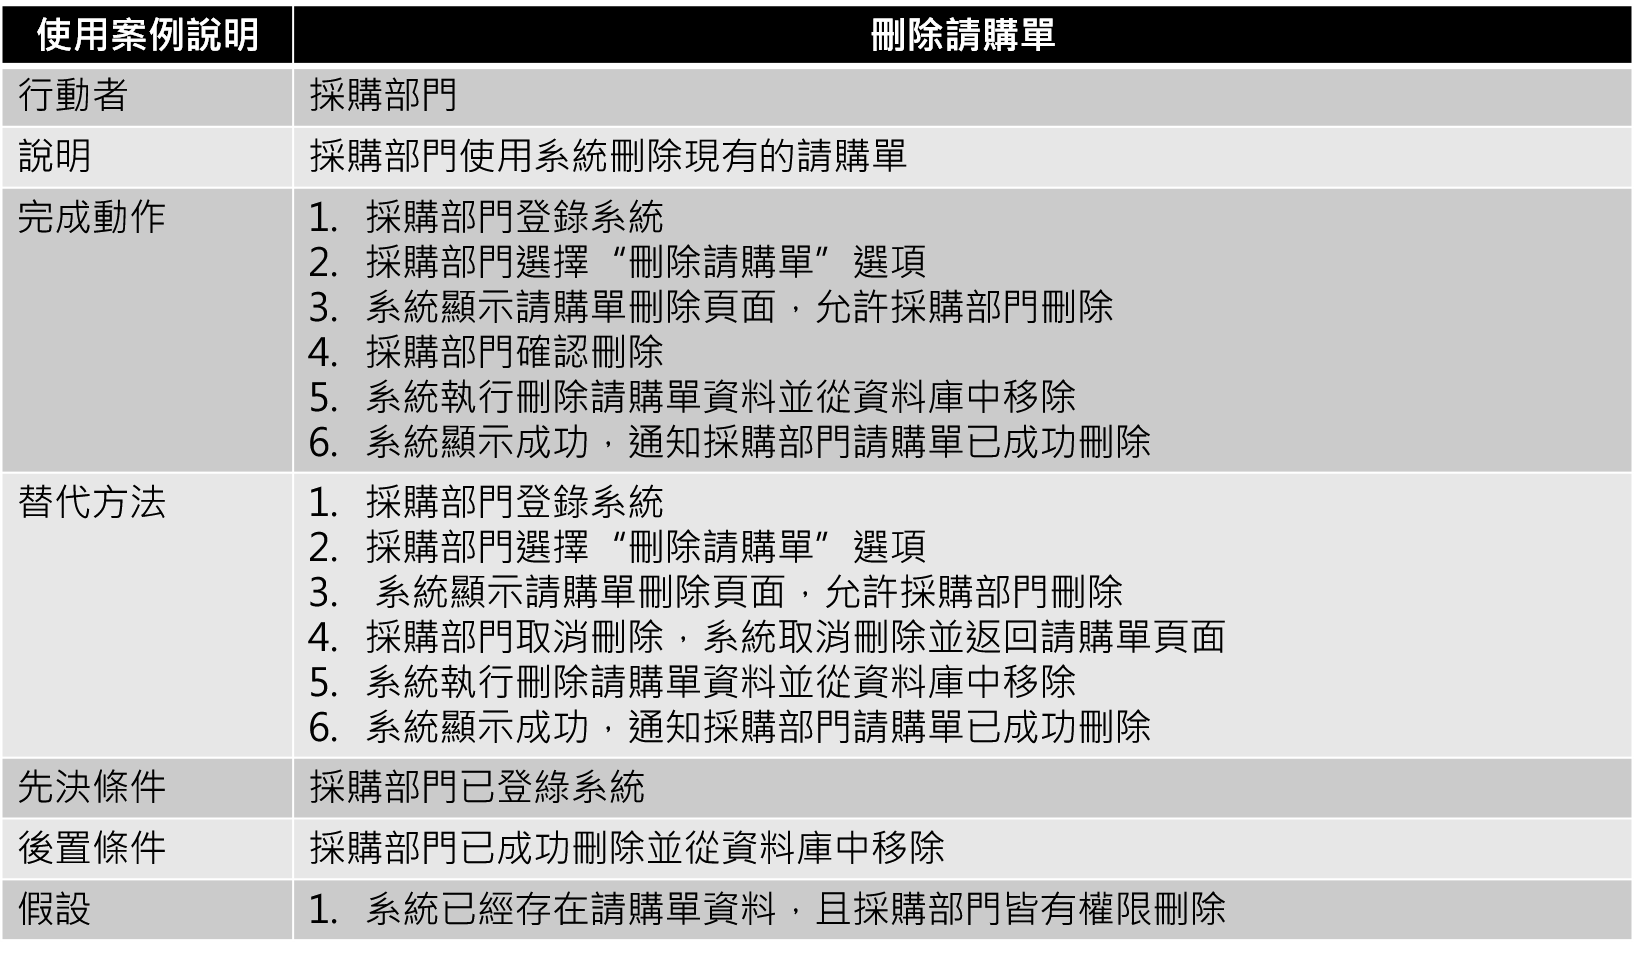 使用案例說明 刪除請購單
行動者 採購部門
說明 採購部門使用系統刪除現有的請購單
完成動作 1. 採購部門登錄系統
2. 採購部門選擇“刪除請購單”選項
3. 系統顯示請購單刪除頁面，允許採購部門刪除
4. 採購部門確認刪除
5. 系統執行刪除請購單資料並從資料庫中移除
6. 系統顯示成功，通知採購部門請購單已成功刪除
替代方法 1. 採購部門登錄系統
2. 採購部門選擇“刪除請購單”選項
3. 系統顯示請購單刪除頁面，允許採購部門刪除
4. 採購部門取消刪除，系統取消刪除並返回請購單頁面
5. 系統執行刪除請購單資料並從資料庫中移除
6. 系統顯示成功，通知採購部門請購單已成功刪除
先決條件 採購部門已登綠系統
後置條件 採購部門已成功刪除並從資料庫中移除
假設 1. 系統已經存在請購單資料，且採購部門皆有權限刪除